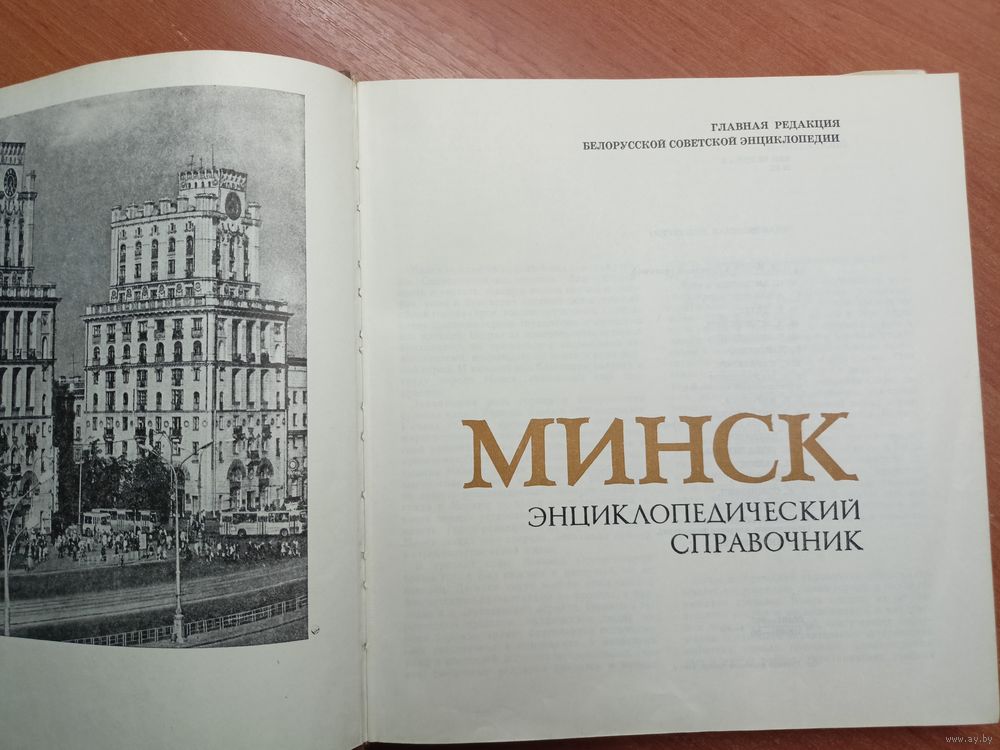 ГЛАВНАЯ РЕДАКЦИЯ
БЕЛОРУССКОЙ СОВЕТСКОЙ ЭНЦИКЛОПЕДИИ
МИНСК
ЭНЦИКЛОПЕДИЧЕСКИЙ
СПРАВОЧНИК
www.ay.by